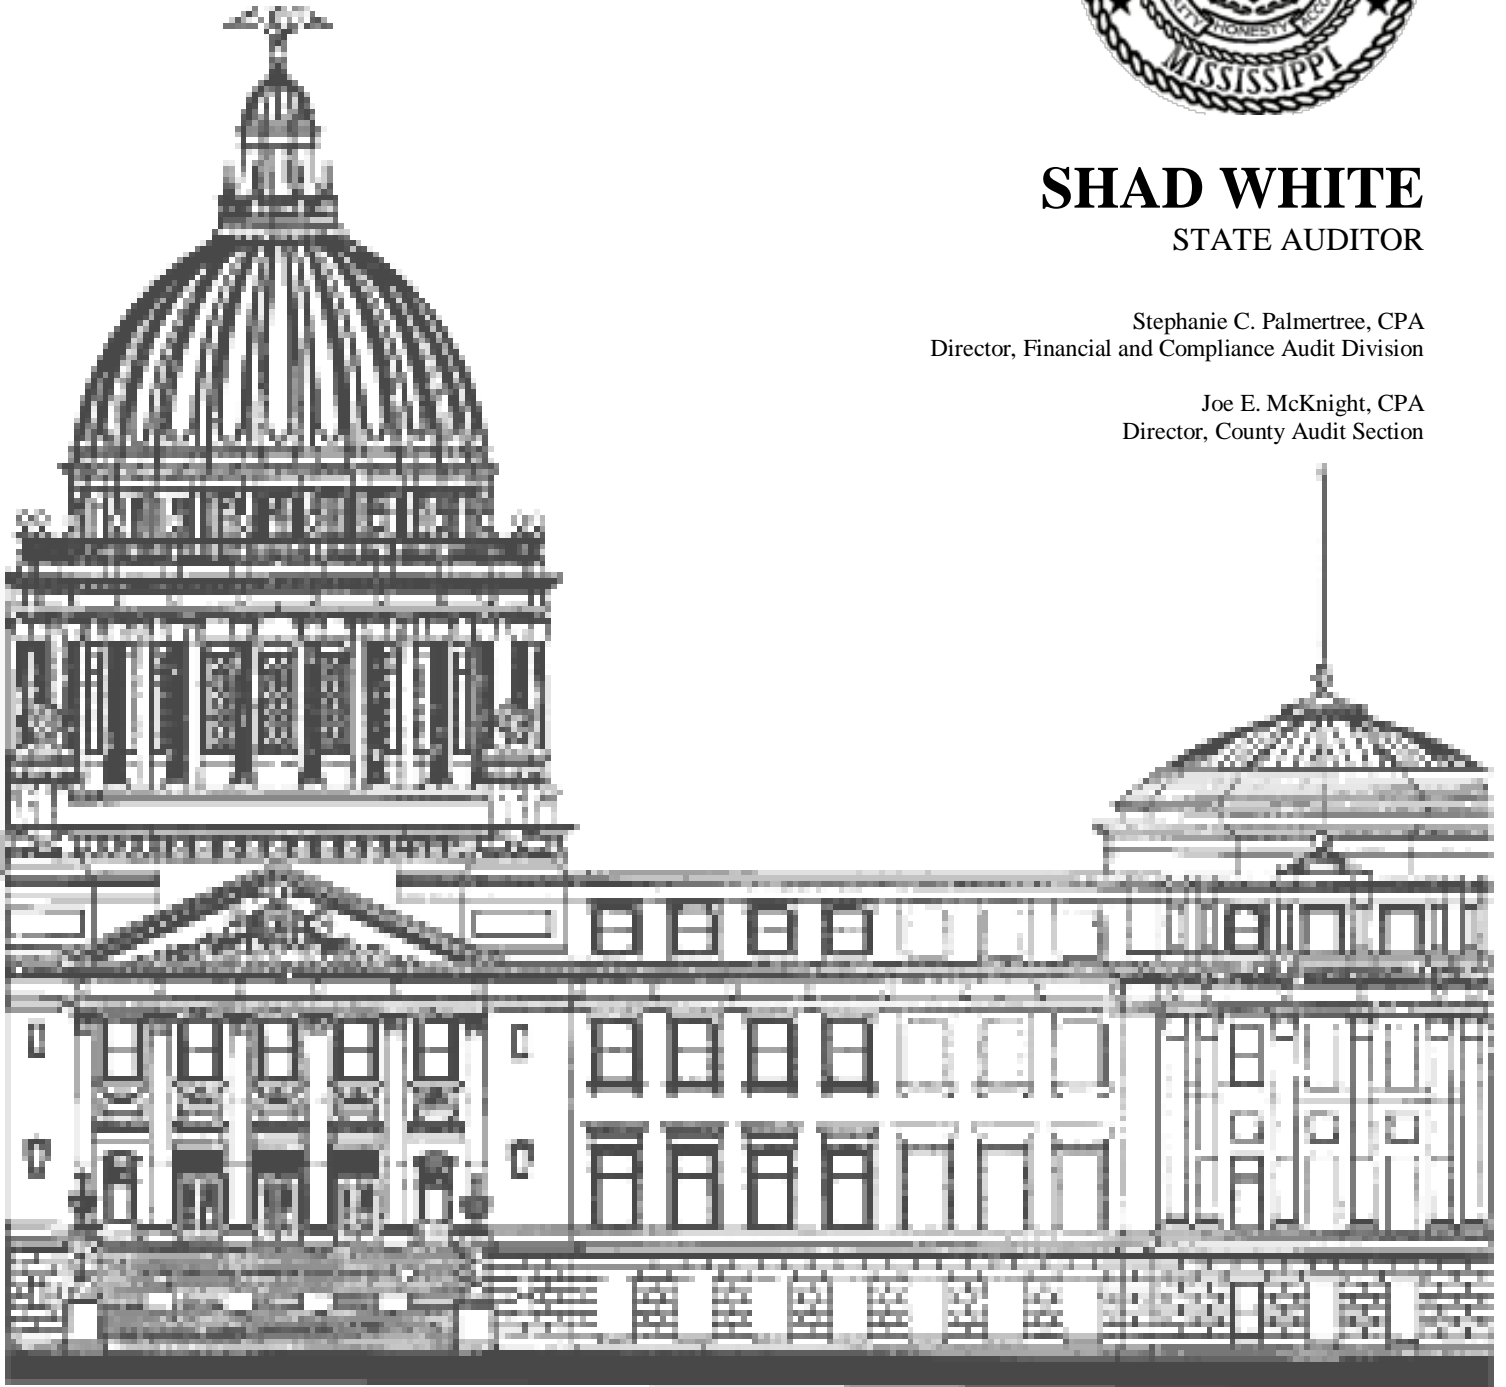 HONESTY
MISSISSIPPI
SHAD WHITE
STATE AUDITOR
Stephanie C. Palmertree, CPA
Director, Financial and Compliance Audit Division
Joe E. McKnight, CPA
Director, County Audit Section